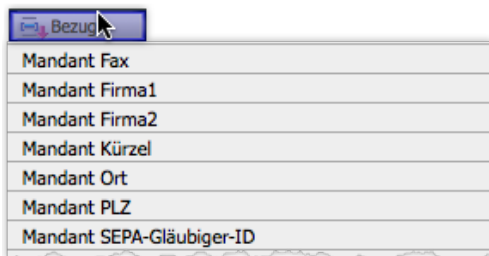 Bezug
Mandant Fax
Mandant Firma1
Mandant Firma2
Mandant Kürzel
Mandant Ort
Mandant PLZ
Mandant SEPA-Gläubiger-ID